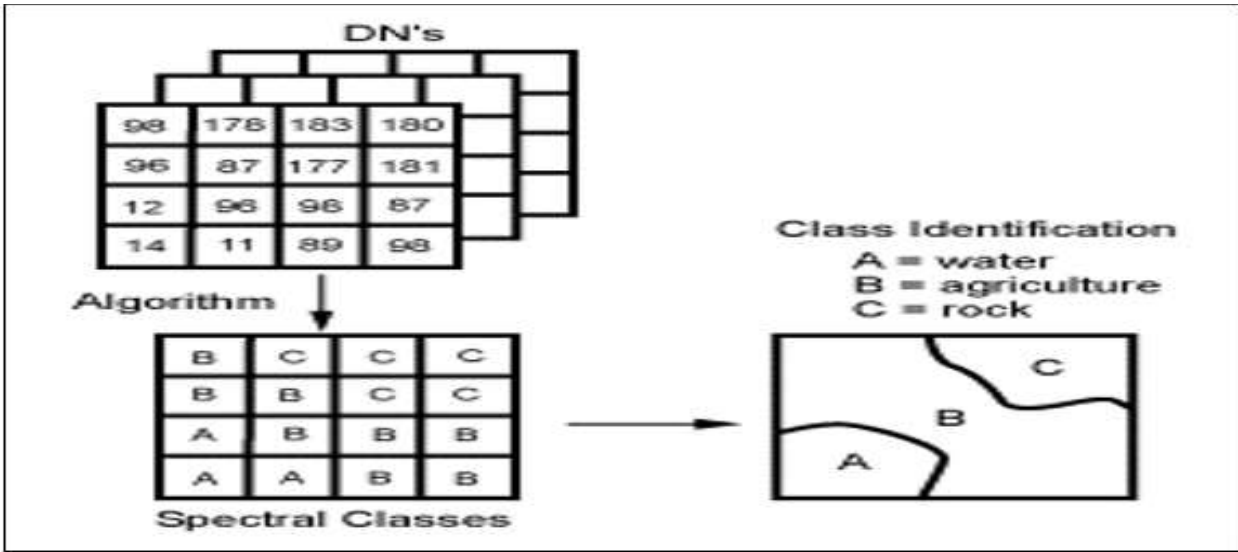 DN's
98 178 183 180
96 87 177 181
12 96 98 87
14 11 89 98
Algorithm
B C C C
B B C C
A B B B
A A B B
Spectral Classes
Class Identification
A = water
B = agriculture
C = rock
C
B
A